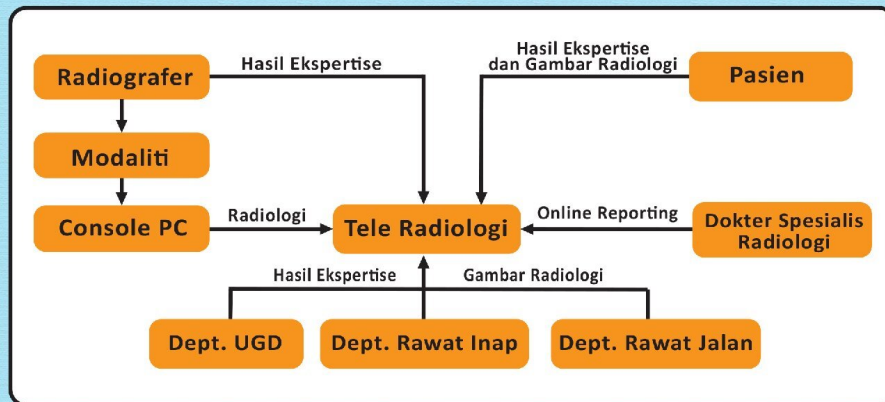 Radiografer
Hasil Ekspertise
Hasil Ekspertise
dan Gambar Radiologi
Pasien
Modaliti
Console PC
Radiologi
Tele Radiologi
Online Reporting
Dokter Spesialis
Radiologi
Hasil Ekspertise
Gambar Radiologi
Dept. UGD
Dept. Rawat Inap
Dept. Rawat Jalan